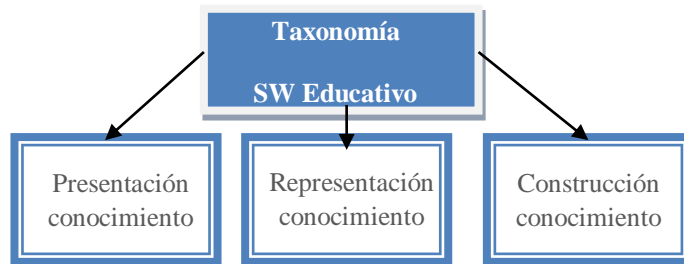 Taxonomía
SW Educativo
Presentación
conocimiento
Representación
conocimiento
Construcción
conocimiento